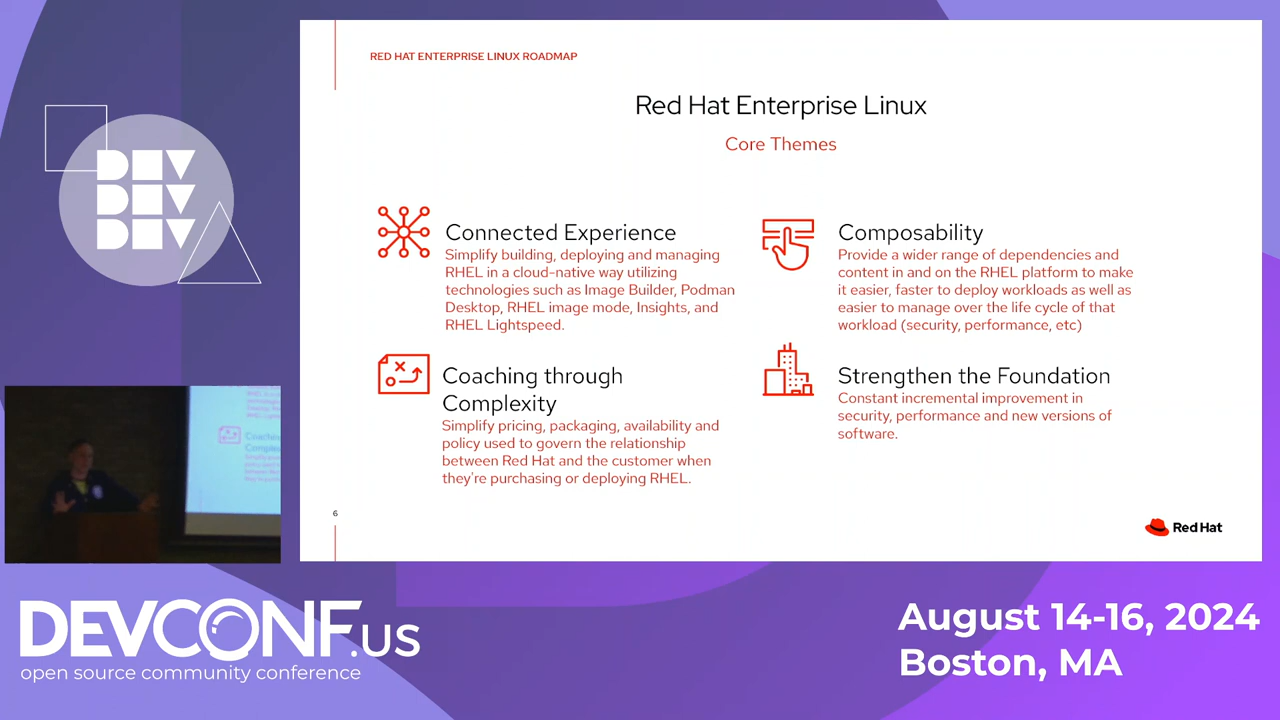 RED HAT ENTERPRISE LINUX ROADMAP
Red Hat Enterprise Linux
Core Themes
Connected Experience
Simplify building, deploying and managing
RHEL in a cloud-native way utilizing
technologies such as Image Builder, Podman
Desktop, RHEL image mode, Insights, and
RHEL Lightspeed.
Composability
Provide a wider range of dependencies and
content in and on the RHEL platform to make
it easier, faster to deploy workloads as well as
easier to manage over the life cycle of that
workload (security, performance, etc)
Coaching through
Complexity
Simplify pricing, packaging, availability and
policy used to govern the relationship
between Red Hat and the customer when
they're purchasing or deploying RHEL.
Strengthen the Foundation
Constant incremental improvement in
security, performance and new versions of
software.
6
Red Hat
DEV
DEV
DEV
DEVCONF.US
open source community conference
August 14-16, 2024
Boston, MA